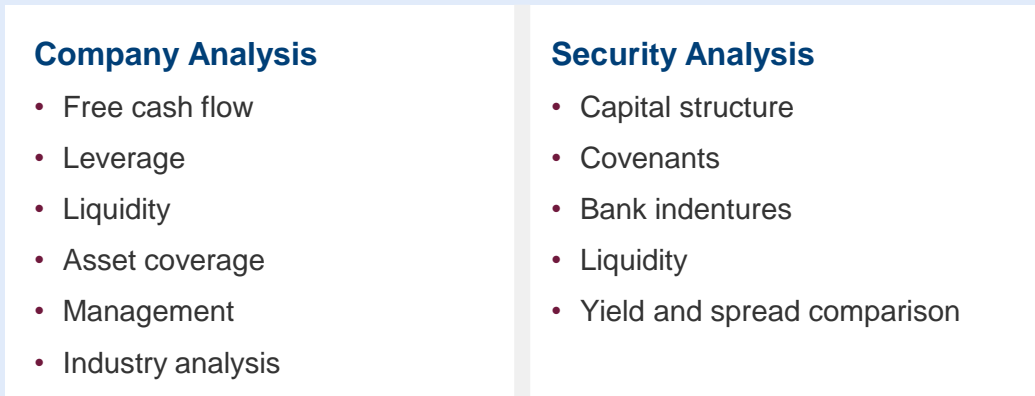 Company Analysis
• Free cash flow
• Leverage
• Liquidity
• Asset coverage
• Management
• Industry analysis
Security Analysis
• Capital structure
• Covenants
• Bank indentures
• Liquidity
• Yield and spread comparison